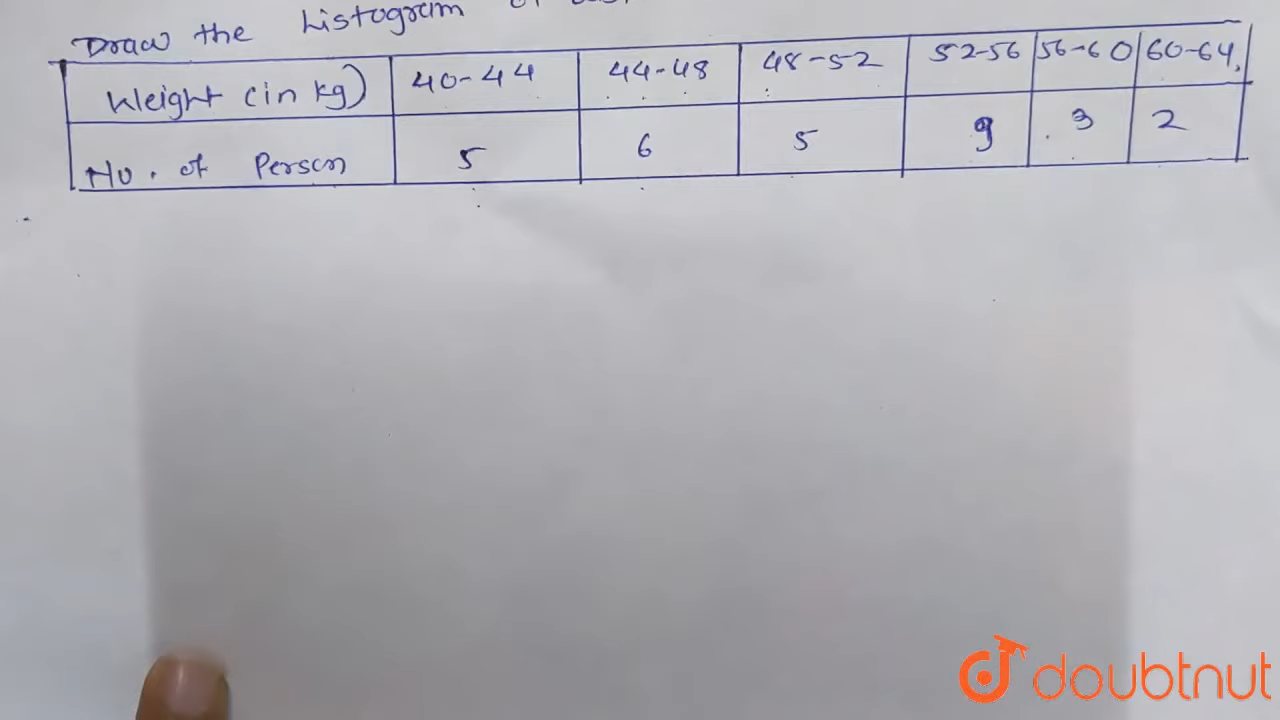 Draw the histogram of
Weight (in kg) 40-44 44-48 48-52 52-56 56-60 60-64
No. of Person 5 6 5 9 3 2
doubtnut